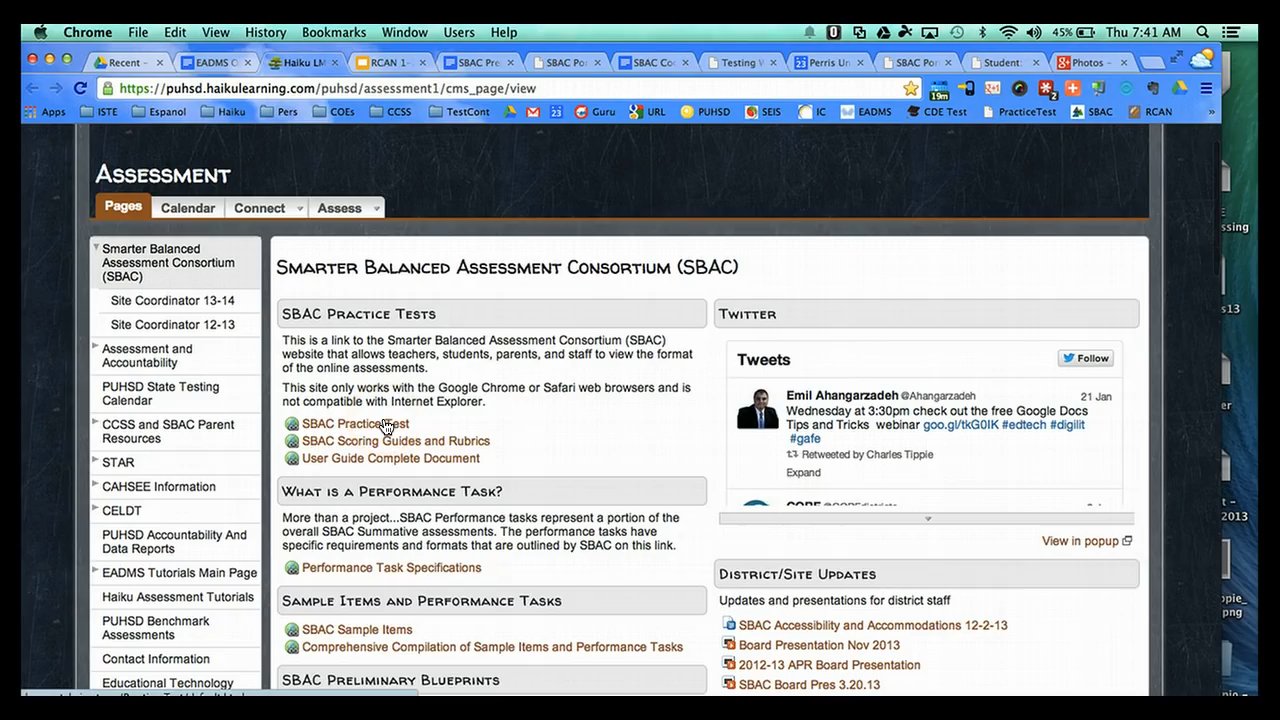 Chrome File Edit View History Bookmarks Window Users Help 45% Thu 7:41 AM
Recent - EADMS C Haiku LM RCAN 1- SBAC Pre SBAC Por SBAC Co Testing W Perris Un SBAC Por Student: Photos -
https://puhsd.haikulearning.com/puhsd/assessment1/cms_page/view
19m 2
Apps ISTE Espanol Haiku Pers COEs CCSS TestCont 23 Guru URL PUHSD SEIS IC EADMS CDE Test PracticeTest SBAC RCAN »
Assessment
Pages Calendar Connect Assess
Smarter Balanced
Assessment Consortium
(SBAC)
Site Coordinator 13-14
Site Coordinator 12-13
Assessment and
Accountability
PUHSD State Testing
Calendar
CCSS and SBAC Parent
Resources
STAR
CAHSEE Information
CELDT
PUHSD Accountability And
Data Reports
EADMS Tutorials Main Page
Haiku Assessment Tutorials
PUHSD Benchmark
Assessments
Contact Information
Educational Technology
Smarter Balanced Assessment Consortium (SBAC)
SBAC Practice Tests
This is a link to the Smarter Balanced Assessment Consortium (SBAC)
website that allows teachers, students, parents, and staff to view the format
of the online assessments.
This site only works with the Google Chrome or Safari web browsers and is
not compatible with Internet Explorer.
SBAC Practice Test
SBAC Scoring Guides and Rubrics
User Guide Complete Document
What is a Performance Task?
More than a project...SBAC Performance tasks represent a portion of the
overall SBAC Summative assessments. The performance tasks have
specific requirements and formats that are outlined by SBAC on this link.
Performance Task Specifications
Sample Items and Performance Tasks
SBAC Sample Items
Comprehensive Compilation of Sample Items and Performance Tasks
SBAC Preliminary Blueprints
Twitter
Tweets Follow
Emil Ahangarzadeh @Ahangarzadeh 21 Jan
Wednesday at 3:30pm check out the free Google Docs
Tips and Tricks webinar goo.gl/tkG0IK #edtech #digilit
#gafe
Retweeted by Charles Tippie
Expand
View in popup
District/Site Updates
Updates and presentations for district staff
SBAC Accessibility and Accommodations 12-2-13
Board Presentation Nov 2013
2012-13 APR Board Presentation
SBAC Board Pres 3.20.13